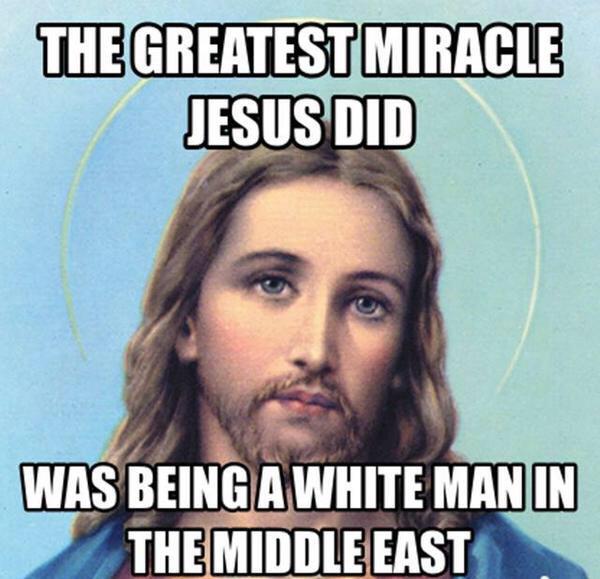 THE GREATEST MIRACLE
JESUS DID
WAS BEING A WHITE MAN IN
THE MIDDLE EAST